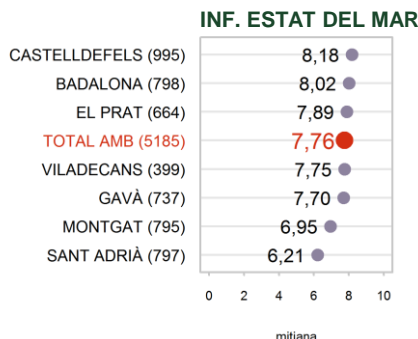 INF. ESTAT DEL MAR
CASTELLDEFELS (995) 8,18
BADALONA (798) 8,02
EL PRAT (664) 7,89
TOTAL AMB (5185) 7,76
VILADECANS (399) 7,75
GAVÀ (737) 7,70
MONTGAT (795) 6,95
SANT ADRIÀ (797) 6,21
0 2 4 6 8 10
mitjana